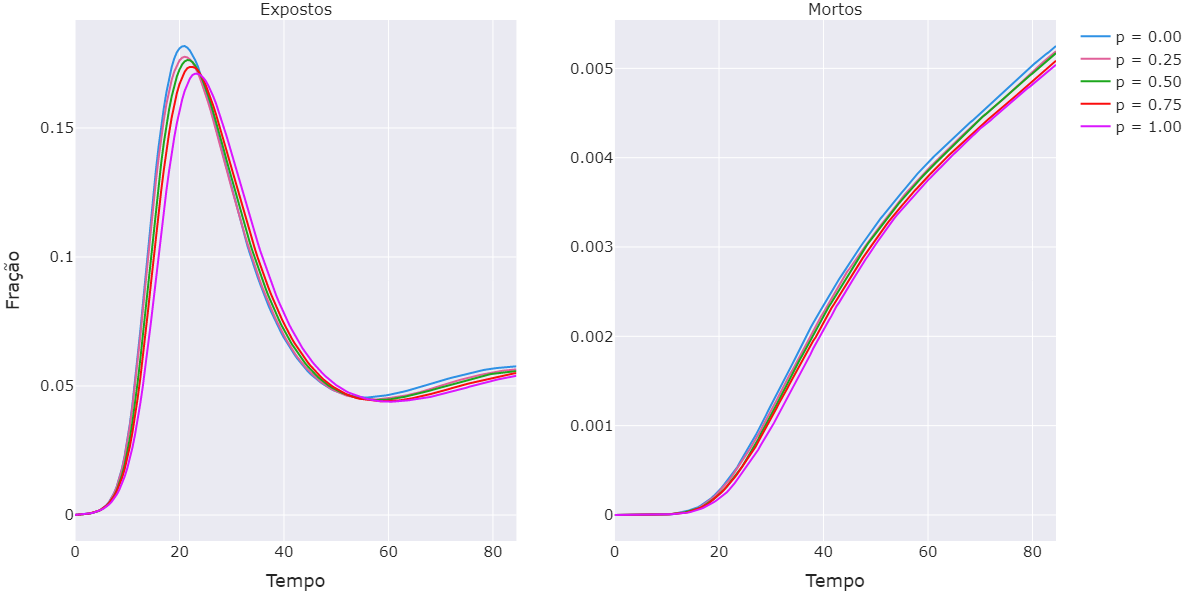 Expostos
Mortos
Fração
0.15
0.1
0.05
0
0
20
40
60
80
Tempo
0.005
0.004
0.003
0.002
0.001
0
0
20
40
60
80
Tempo
p = 0.00
p = 0.25
p = 0.50
p = 0.75
p = 1.00